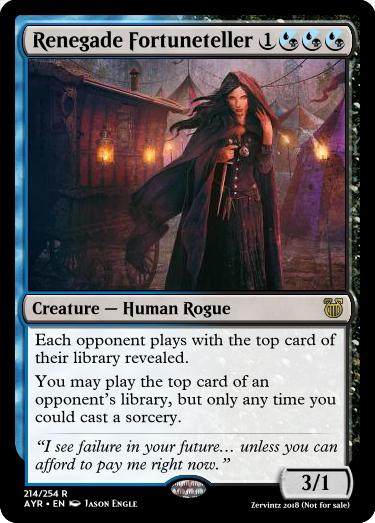 Renegade Fortuneteller 1
Creature — Human Rogue
Each opponent plays with the top card of
their library revealed.
You may play the top card of an
opponent's library, but only any time you
could cast a sorcery.
“I see failure in your future… unless you can
afford to pay me right now.”
3/1
214/254 R
AYR • EN Jason Engle
Zervintz 2018 (Not for sale)